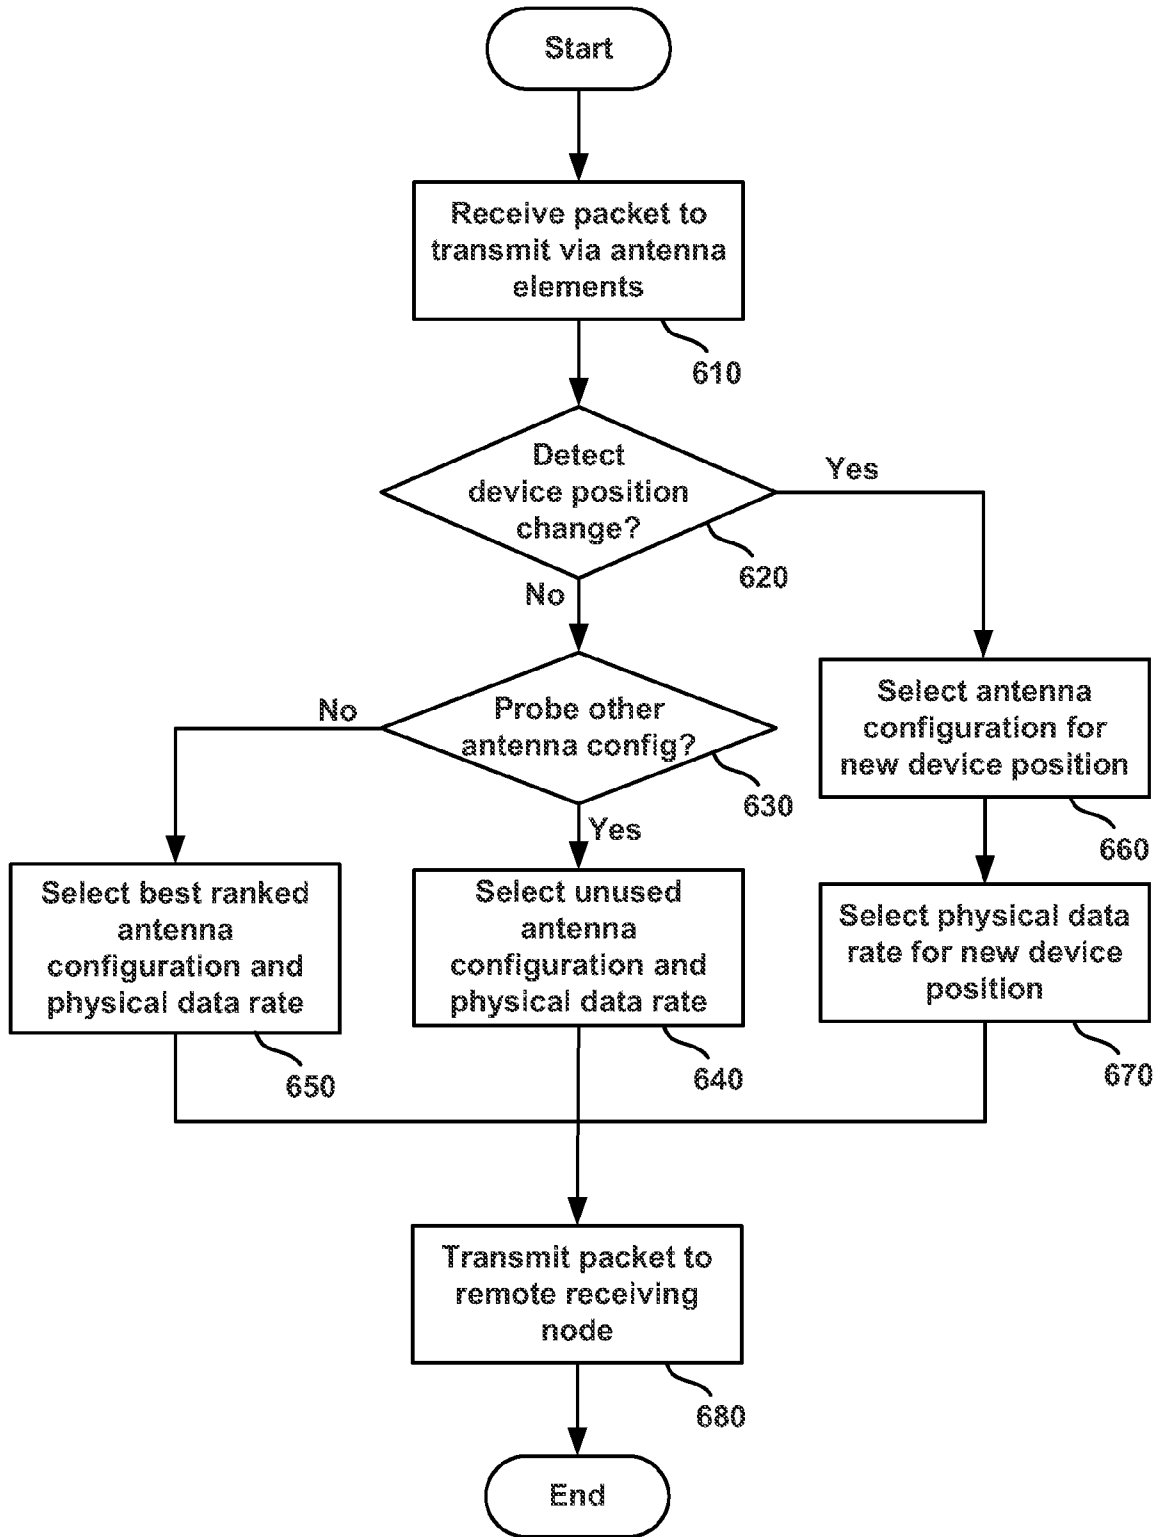 Start
Receive packet to
transmit via antenna
elements
610
Detect
device position
change?
Yes
620
No
Probe other
antenna config?
No
630
Yes
Select antenna
configuration for
new device position
660
Select best ranked
antenna
configuration and
physical data rate
650
Select unused
antenna
configuration and
physical data rate
640
Select physical data
rate for new device
position
670
Transmit packet to
remote receiving
node
680
End